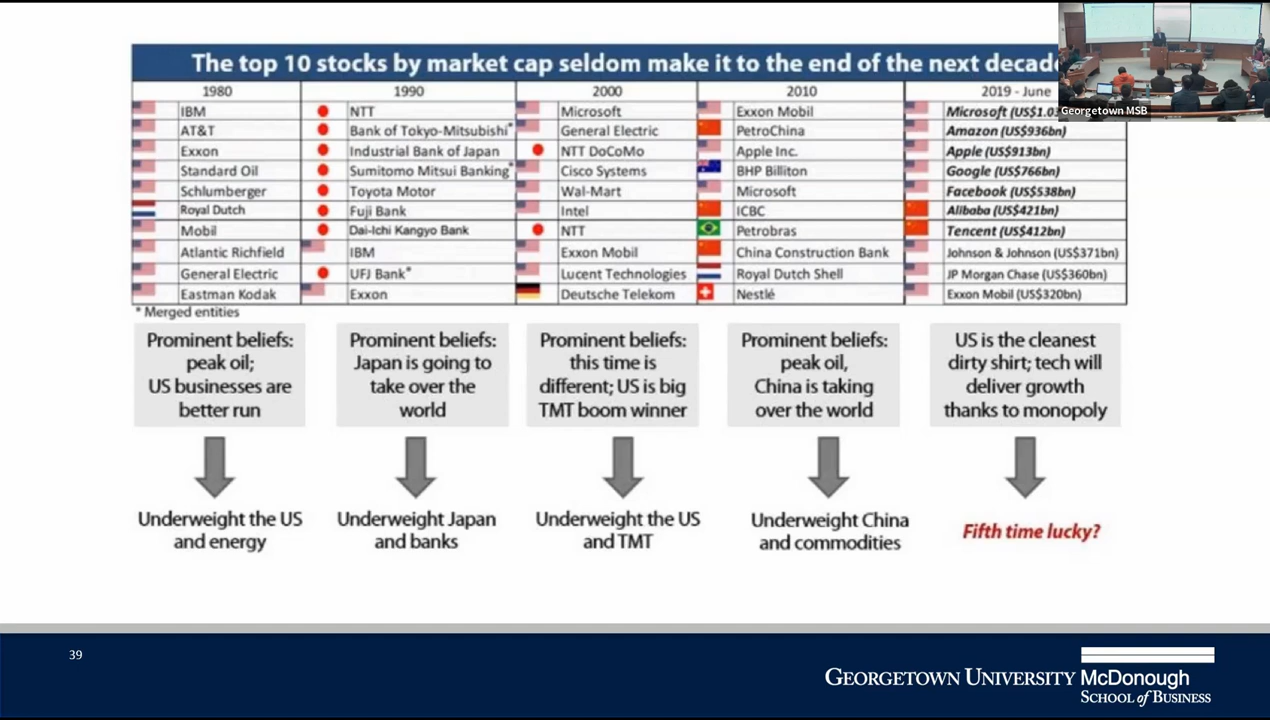 The top 10 stocks by market cap seldom make it to the end of the next decad
1980 1990 2000 2010 2019 - June
IBM NTT Microsoft Exxon Mobil Microsoft (US$1.0
AT&T Bank of Tokyo-Mitsubishi* General Electric PetroChina Amazon (US$936bn)
Exxon Industrial Bank of Japan NTT DoCoMo Apple Inc. Apple (US$913bn)
Standard Oil Sumitomo Mitsui Banking* Cisco Systems BHP Billiton Google (US$766bn)
Schlumberger Toyota Motor Wal-Mart Microsoft Facebook (US$538bn)
Royal Dutch Fuji Bank Intel ICBC Alibaba (US$421bn)
Mobil Dai-Ichi Kangyo Bank NTT Petrobras Tencent (US$412bn)
Atlantic Richfield IBM Exxon Mobil China Construction Bank Johnson & Johnson (US$371bn)
General Electric UFJ Bank* Lucent Technologies Royal Dutch Shell JP Morgan Chase (US$360bn)
Eastman Kodak Exxon Deutsche Telekom Nestlé Exxon Mobil (US$320bn)
* Merged entities
Prominent beliefs:
peak oil;
US businesses are
better run
Prominent beliefs:
Japan is going to
take over the
world
Prominent beliefs:
this time is
different; US is big
TMT boom winner
Prominent beliefs:
peak oil,
China is taking
over the world
US is the cleanest
dirty shirt; tech will
deliver growth
thanks to monopoly
Underweight the US
and energy
Underweight Japan
and banks
Underweight the US
and TMT
Underweight China
and commodities
Fifth time lucky?
Georgetown MSB
39
GEORGETOWN UNIVERSITY McDonough
SCHOOL of BUSINESS